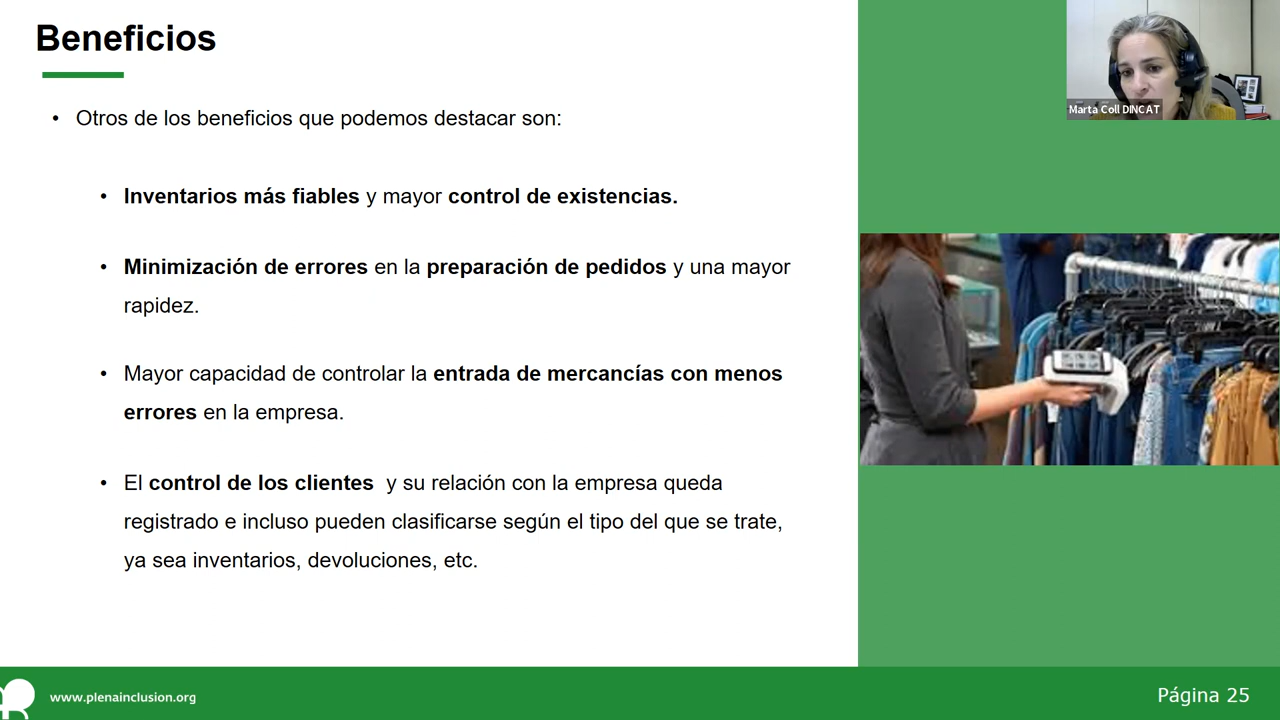 Beneficios
• Otros de los beneficios que podemos destacar son:
• Inventarios más fiables y mayor control de existencias.
• Minimización de errores en la preparación de pedidos y una mayor
rapidez.
• Mayor capacidad de controlar la entrada de mercancías con menos
errores en la empresa.
• El control de los clientes  y su relación con la empresa queda
registrado e incluso pueden clasificarse según el tipo del que se trate,
ya sea inventarios, devoluciones, etc.
Marta Coll DINCAT
www.plenainclusion.org
Página 25